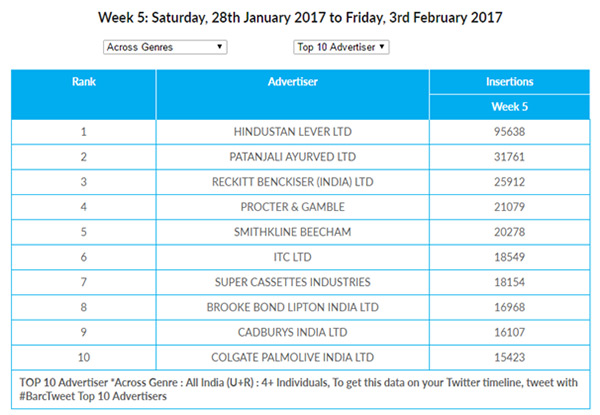 Week 5: Saturday, 28th January 2017 to Friday, 3rd February 2017
Across Genres Top 10 Advertiser
Rank Advertiser Insertions
Week 5
1 HINDUSTAN LEVER LTD 95638
2 PATANJALI AYURVED LTD 31761
3 RECKITT BENCKISER (INDIA) LTD 25912
4 PROCTER & GAMBLE 21079
5 SMITHKLINE BEECHAM 20278
6 ITC LTD 18549
7 SUPER CASSETTES INDUSTRIES 18154
8 BROOKE BOND LIPTON INDIA LTD 16968
9 CADBURYS INDIA LTD 16107
10 COLGATE PALMOLIVE INDIA LTD 15423
TOP 10 Advertiser *Across Genre : All India (U+R) : 4+ Individuals, To get this data on your Twitter timeline, tweet with
#BarcTweet Top 10 Advertisers